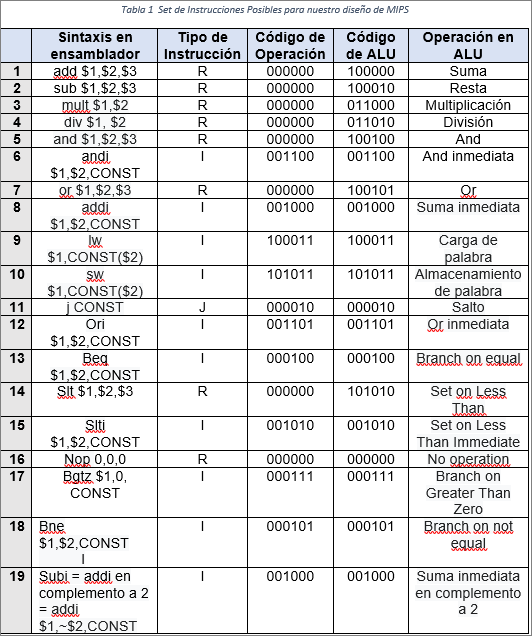 Tabla 1 Set de Instrucciones Posibles para nuestro diseño de MIPS
Sintaxis en ensamblador Tipo de Instrucción Código de Operación Código de ALU Operación en ALU
1 add $1,$2,$3 R 000000 100000 Suma
2 sub $1,$2,$3 R 000000 100010 Resta
3 mult $1,$2 R 000000 011000 Multiplicación
4 div $1, $2 R 000000 011010 División
5 and $1,$2,$3 R 000000 100100 And
6 andi $1,$2,CONST I 001100 001100 And inmediata
7 or $1,$2,$3 R 000000 100101 Or
8 addi $1,$2,CONST I 001000 001000 Suma inmediata
9 lw $1,CONST($2) I 100011 100011 Carga de palabra
10 sw $1,CONST($2) I 101011 101011 Almacenamiento de palabra
11 j CONST J 000010 000010 Salto
12 Ori $1,$2,CONST I 001101 001101 Or inmediata
13 Beq $1,$2,CONST I 000100 000100 Branch on equal
14 Slt $1,$2,$3 R 000000 101010 Set on Less Than
15 Slti $1,$2,CONST I 001010 001010 Set on Less Than Immediate
16 Nop 0,0,0 R 000000 000000 No operation
17 Bgtz $1,0, CONST I 000111 000111 Branch on Greater Than Zero
18 Bne $1,$2,CONST I I 000101 000101 Branch on not equal
19 Subi = addi en complemento a 2 = addi $1,~$2,CONST I 001000 001000 Suma inmediata en complemento a 2